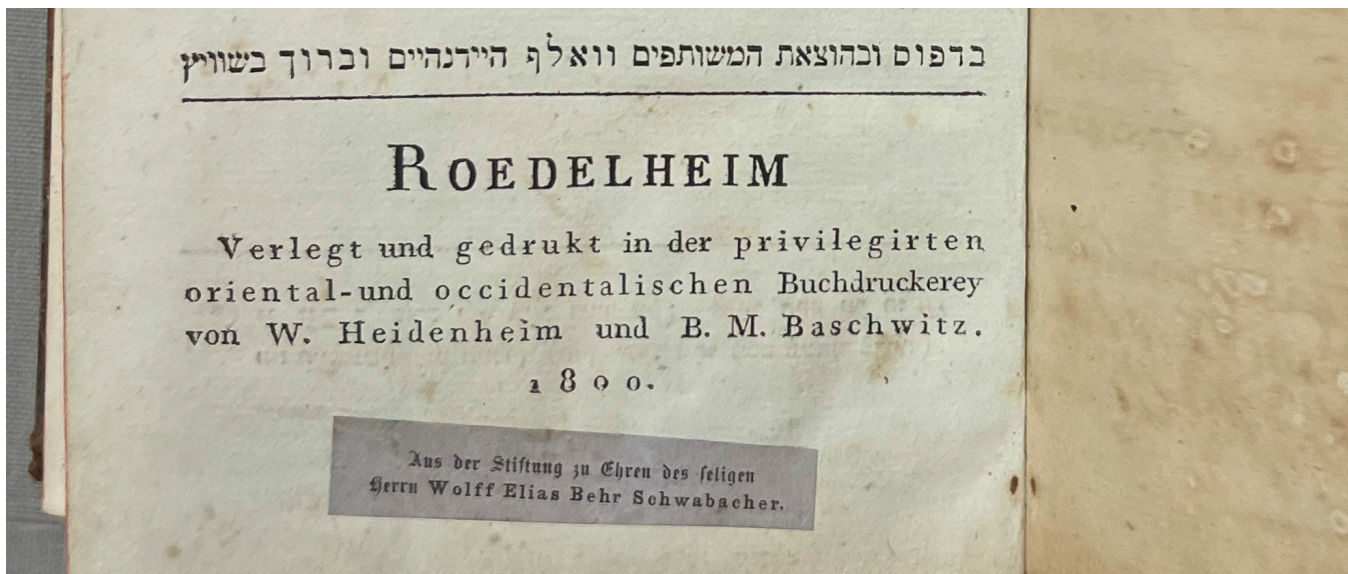 בדפוס ובהוצאת המשותפים וואלף היידנהיים וברוך בשוויץ
ROEDELHEIM
Verlegt und gedrukt in der privilegirten
oriental-und occidentalischen Buchdruckerey
von W. Heidenheim und B. M. Baschwitz.
1800.
Aus der Stiftung zu Ehren des seligen
Herrn Wolff Elias Behr Schwabacher.